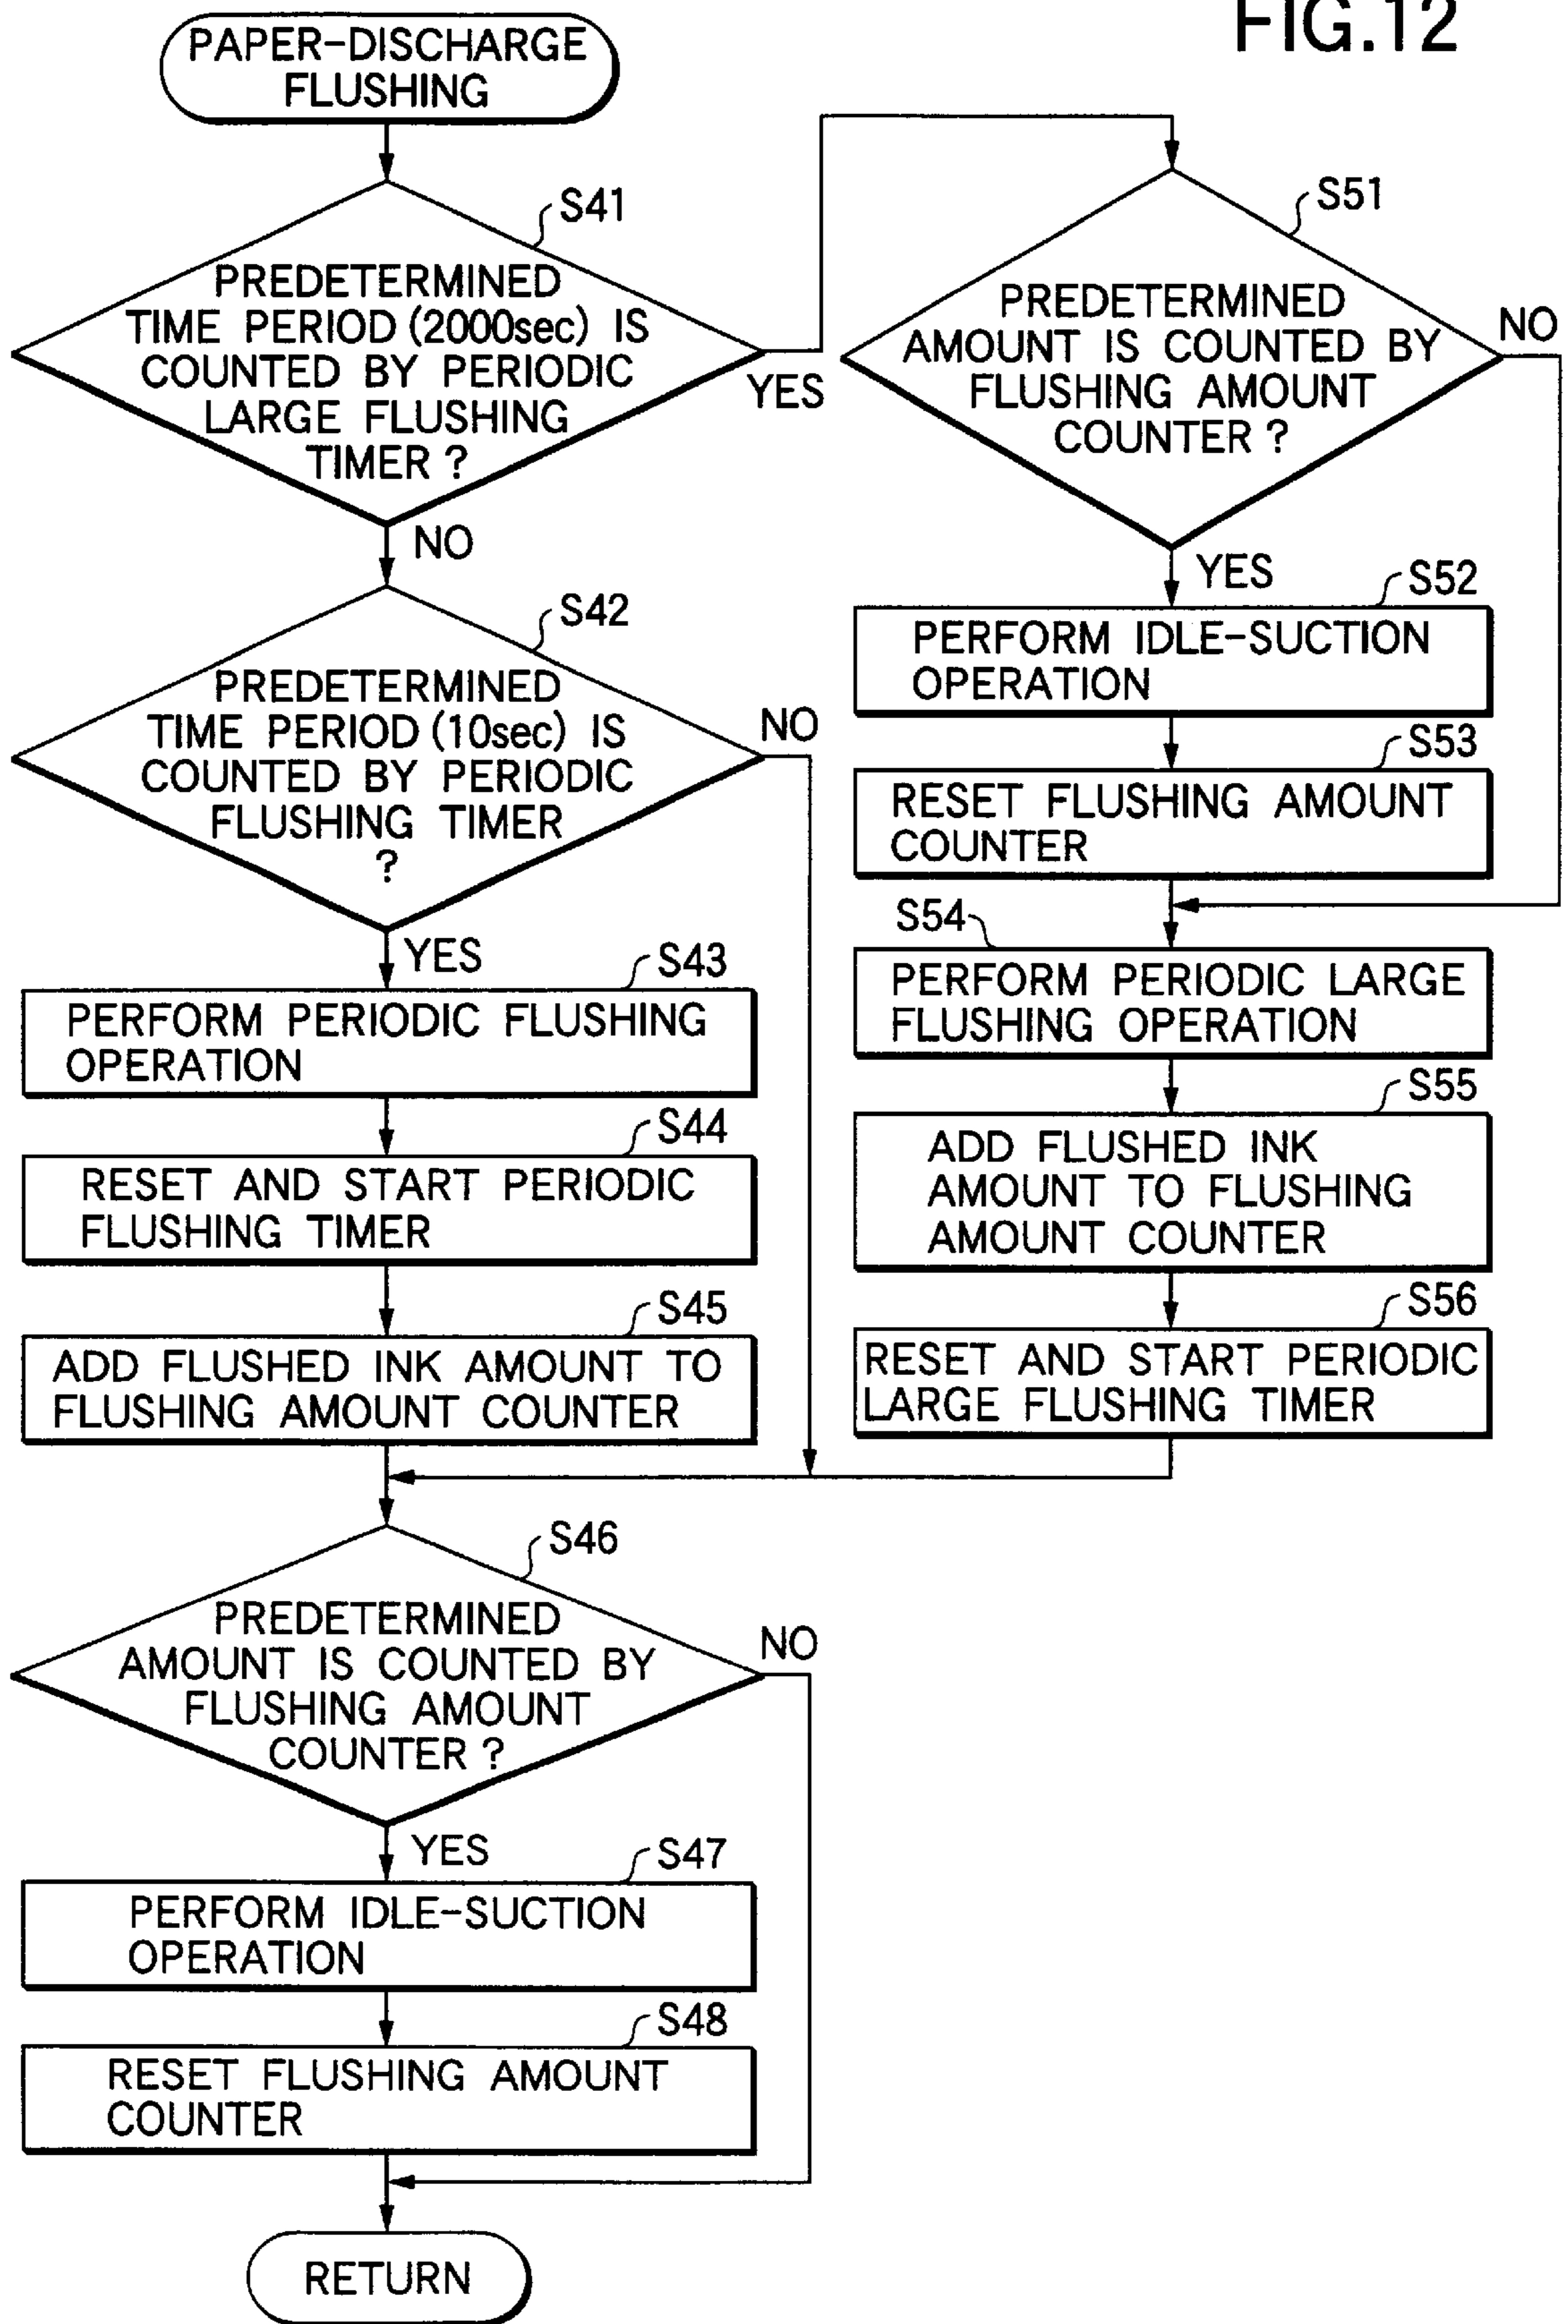 FIG.12
PAPER-DISCHARGE
FLUSHING
S41
PREDETERMINED
TIME PERIOD (2000sec) IS
COUNTED BY PERIODIC
LARGE FLUSHING
TIMER ?
YES
NO
S42
PREDETERMINED
TIME PERIOD (10sec) IS
COUNTED BY PERIODIC
FLUSHING TIMER
?
NO
YES
S43
PERFORM PERIODIC FLUSHING
OPERATION
S44
RESET AND START PERIODIC
FLUSHING TIMER
S45
ADD FLUSHED INK AMOUNT TO
FLUSHING AMOUNT COUNTER
S51
PREDETERMINED
AMOUNT IS COUNTED BY
FLUSHING AMOUNT
COUNTER ?
NO
YES
S52
PERFORM IDLE-SUCTION
OPERATION
S53
RESET FLUSHING AMOUNT
COUNTER
S54
PERFORM PERIODIC LARGE
FLUSHING OPERATION
S55
ADD FLUSHED INK
AMOUNT TO FLUSHING
AMOUNT COUNTER
S56
RESET AND START PERIODIC
LARGE FLUSHING TIMER
S46
PREDETERMINED
AMOUNT IS COUNTED BY
FLUSHING AMOUNT
COUNTER ?
NO
YES
S47
PERFORM IDLE-SUCTION
OPERATION
S48
RESET FLUSHING AMOUNT
COUNTER
RETURN